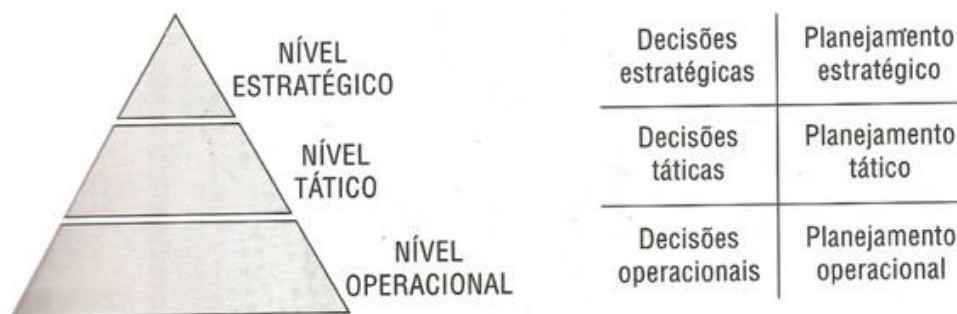 NÍVEL
ESTRATÉGICO
NÍVEL
TÁTICO
NÍVEL
OPERACIONAL
Decisões
estratégicas
Planejamento
estratégico
Decisões
táticas
Planejamento
tático
Decisões
operacionais
Planejamento
operacional